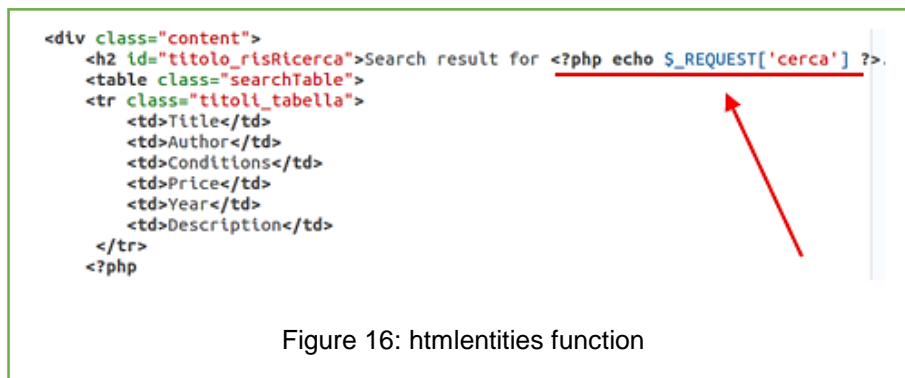 <div class="content">
<h2 id="titolo_risRicerca">Search result for <?php echo $_REQUEST['cerca'] ?>.
<table class="searchTable">
<tr class="titoli_tabella">
<td>Title</td>
<td>Author</td>
<td>Conditions</td>
<td>Price</td>
<td>Year</td>
<td>Description</td>
</tr>
<?php
Figure 16: htmlentities function